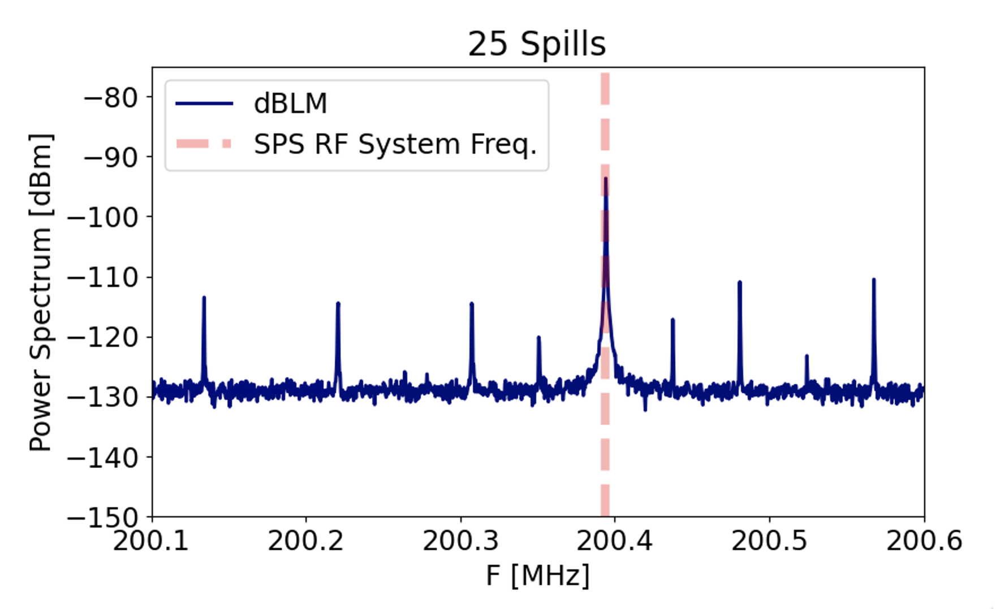 25 Spills
dBLM
SPS RF System Freq.
Power Spectrum [dBm]
−80
−90
−100
−110
−120
−130
−140
−150
200.1 200.2 200.3 200.4 200.5 200.6
F [MHz]